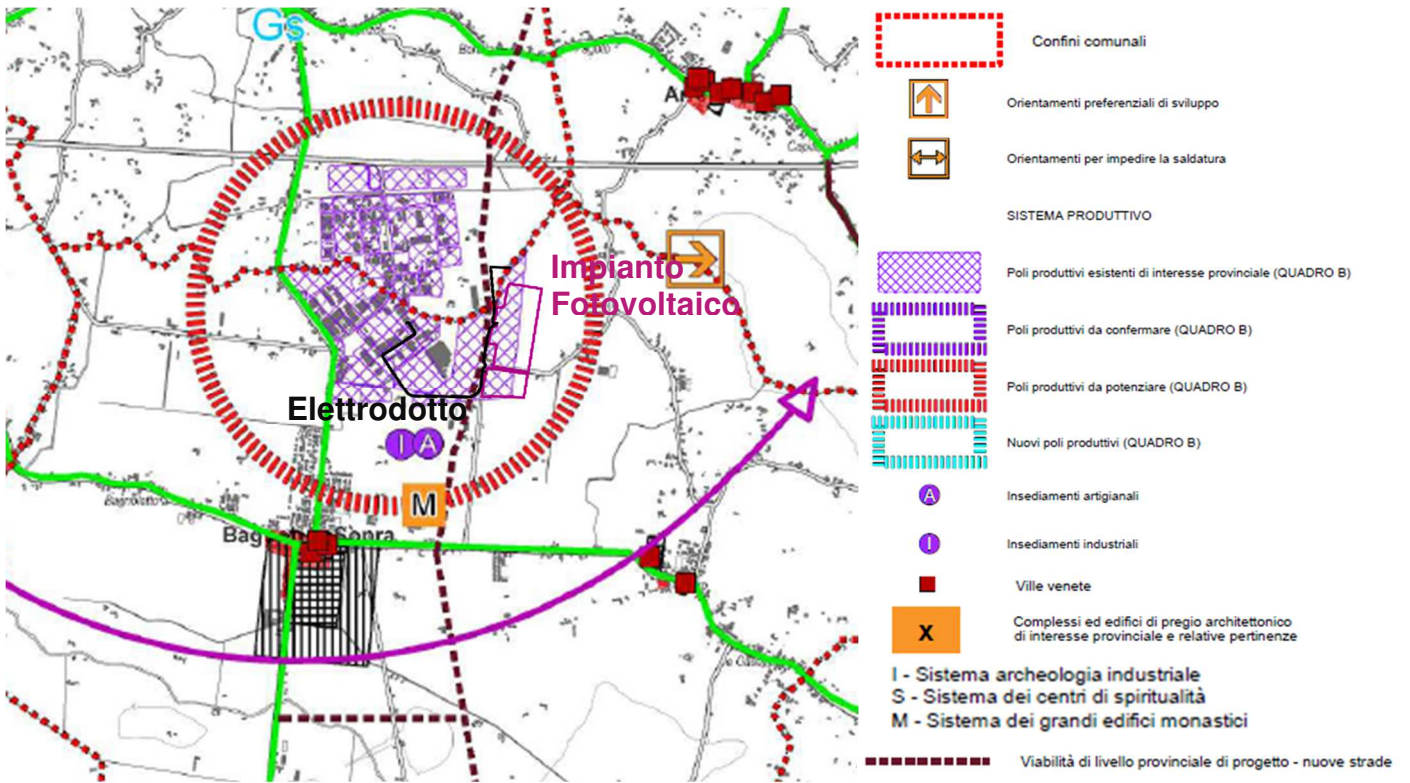 Gs
Impianto
Fotovoltaico
Elettrodotto
I A
M
Bagnolotto
Sopra
Confini comunali
Orientamenti preferenziali di sviluppo
Orientamenti per impedire la saldatura
SISTEMA PRODUTTIVO
Poli produttivi esistenti di interesse provinciale (QUADRO B)
Poli produttivi da confermare (QUADRO B)
Poli produttivi da potenziare (QUADRO B)
Nuovi poli produttivi (QUADRO B)
A
Insediamenti artigianali
I
Insediamenti industriali
Ville venete
x
Complessi ed edifici di pregio architettonico
di interesse provinciale e relative pertinenze
I - Sistema archeologia industriale
S - Sistema dei centri di spiritualità
M - Sistema dei grandi edifici monastici
Viabilità di livello provinciale di progetto - nuove strade